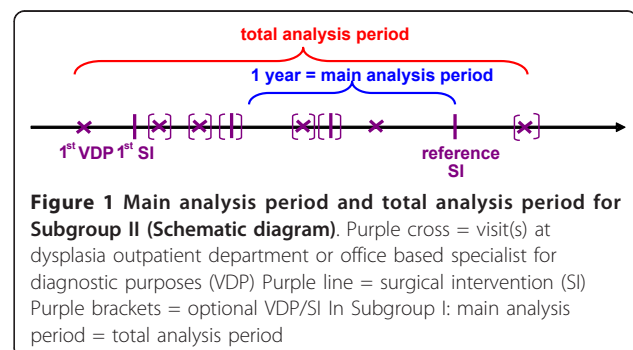 total analysis period
1 year = main analysis period
1st VDP 1st SI
reference
SI
Figure 1 Main analysis period and total analysis period for
Subgroup II (Schematic diagram). Purple cross = visit(s) at
dysplasia outpatient department or office based specialist for
diagnostic purposes (VDP) Purple line = surgical intervention (SI)
Purple brackets = optional VDP/SI In Subgroup I: main analysis
period = total analysis period